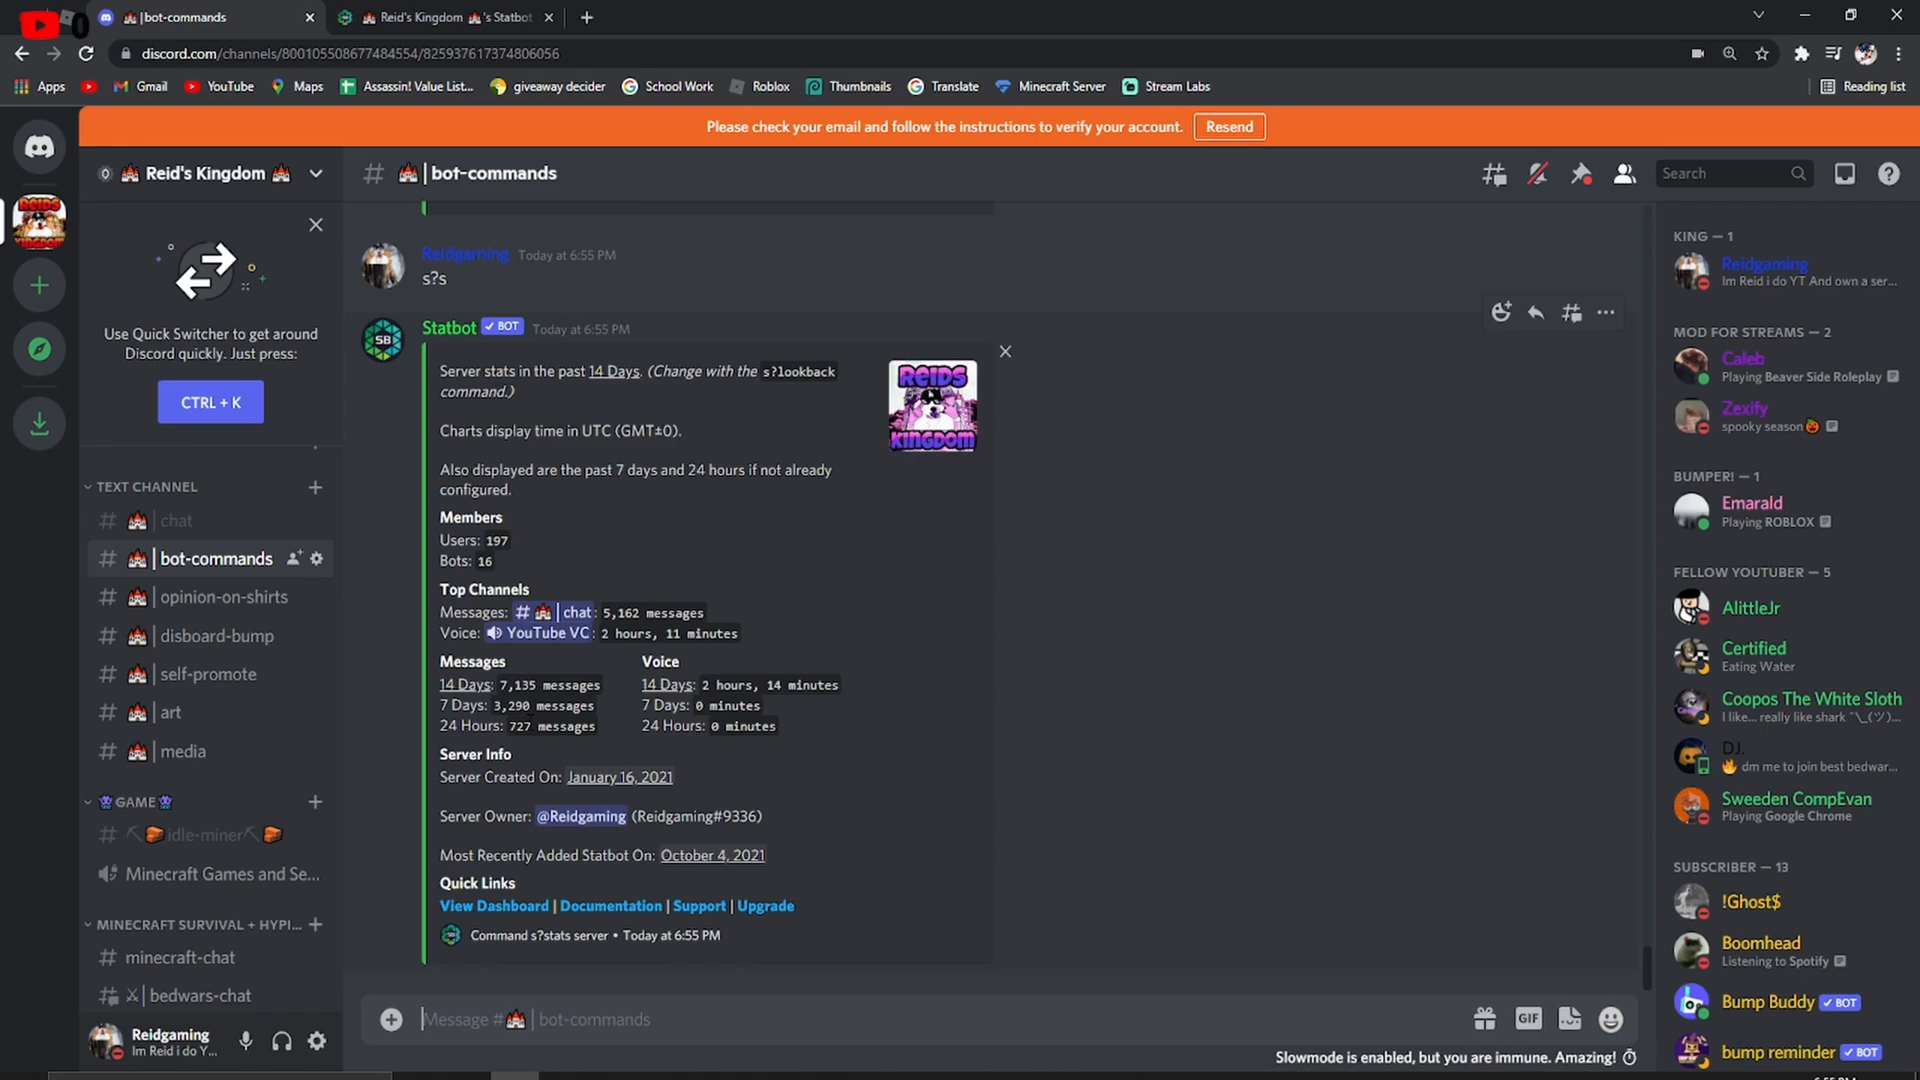 | bot-commands
Reid's Kingdom 's Statbot
discord.com/channels/800105508677484554/825937617374806056
Apps
Gmail
YouTube
Maps
Assassin! Value List...
giveaway decider
School Work
Roblox
Thumbnails
Translate
Minecraft Server
Stream Labs
Reading list
Please check your email and follow the instructions to verify your account.
Resend
Reid's Kingdom
# | bot-commands
Search
REIDS
KINGDOM
Use Quick Switcher to get around
Discord quickly. Just press:
CTRL + K
TEXT CHANNEL
# | chat
# | bot-commands
# | opinion-on-shirts
# | disboard-bump
# | self-promote
# | art
# | media
GAME
# idle-miner
Minecraft Games and Se...
MINECRAFT SURVIVAL + HYPI...
# minecraft-chat
| bedwars-chat
Reidgaming
Im Reid i do Y...
Reidgaming Today at 6:55 PM
s?s
SB
Statbot ✓ BOT Today at 6:55 PM
Server stats in the past 14 Days. (Change with the s?lookback
command.)
Charts display time in UTC (GMT±0).
Also displayed are the past 7 days and 24 hours if not already
configured.
REIDS
KINGDOM
Members
Users: 197
Bots: 16
Top Channels
Messages: # | chat: 5,162 messages
Voice: YouTube VC: 2 hours, 11 minutes
Messages
14 Days: 7,135 messages
7 Days: 3,290 messages
24 Hours: 727 messages
Voice
14 Days: 2 hours, 14 minutes
7 Days: 0 minutes
24 Hours: 0 minutes
Server Info
Server Created On: January 16, 2021
Server Owner: @Reidgaming (Reidgaming#9336)
Most Recently Added Statbot On: October 4, 2021
Quick Links
View Dashboard | Documentation | Support | Upgrade
Command s?stats server • Today at 6:55 PM
Message # | bot-commands
GIF
Slowmode is enabled, but you are immune. Amazing!
KING — 1
Reidgaming
Im Reid i do YT And own a ser...
MOD FOR STREAMS — 2
Caleb
Playing Beaver Side Roleplay
Zexify
spooky season
BUMPER! — 1
Emarald
Playing ROBLOX
FELLOW YOUTUBER — 5
AlittleJr
Certified
Eating Water
Coopos The White Sloth
I like... really like shark ¯\_(ツ)...
DJ.
dm me to join best bedwar...
Sweeden CompEvan
Playing Google Chrome
SUBSCRIBER — 13
!Ghost$
Boomhead
Listening to Spotify
Bump Buddy ✓ BOT
bump reminder ✓ BOT